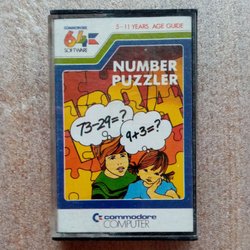 COMMODORE
64
SOFTWARE
5-11 YEARS AGE GUIDE
NUMBER
PUZZLER
73-29=?
9+3=?
commodore
COMPUTER